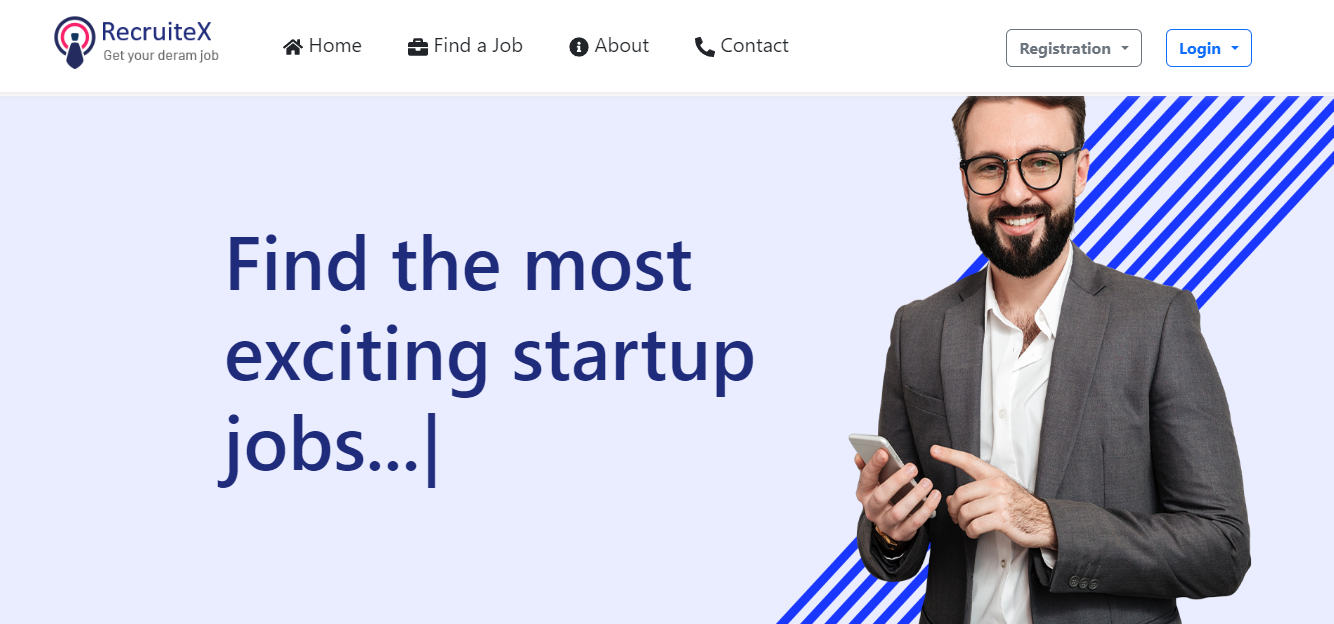 RecruiteX
Get your deram job
Home
Find a Job
About
Contact
Registration
Login
Find the most
exciting startup
jobs...|